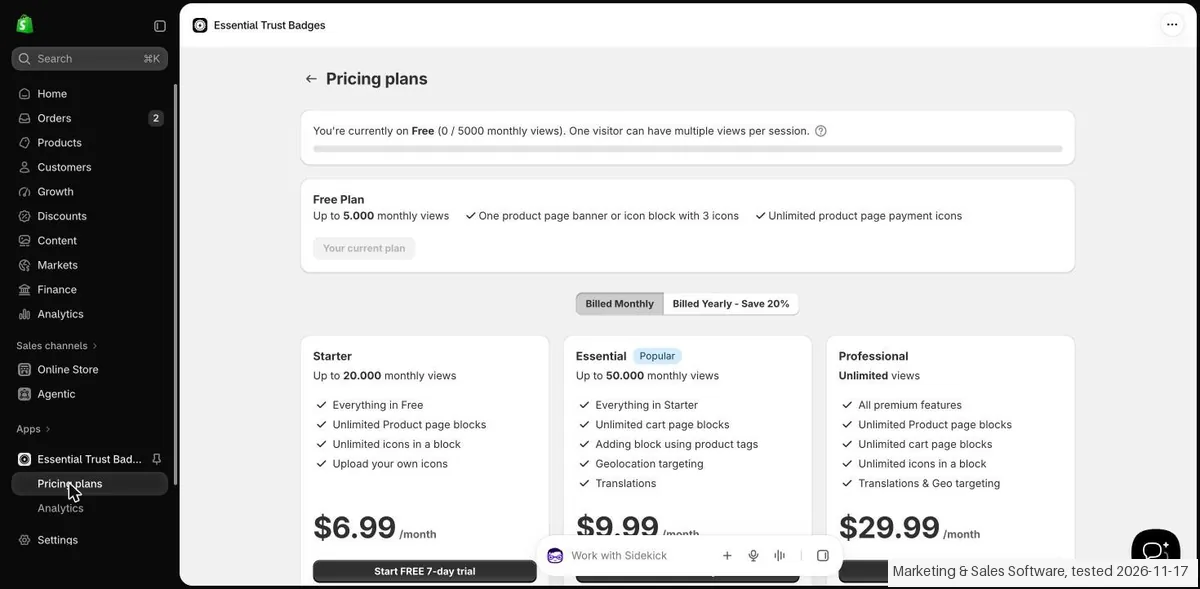 Essential Trust Badges
Search ⌘K
Home
Orders 2
Products
Customers
Growth
Discounts
Content
Markets
Finance
Analytics
Sales channels
Online Store
Agentic
Apps
Essential Trust Bad...
Pricing plans
Analytics
Settings
Pricing plans
You're currently on Free (0 / 5000 monthly views). One visitor can have multiple views per session.
Free Plan
Up to 5.000 monthly views One product page banner or icon block with 3 icons Unlimited product page payment icons
Your current plan
Billed Monthly Billed Yearly - Save 20%
Starter
Up to 20.000 monthly views
Everything in Free
Unlimited Product page blocks
Unlimited icons in a block
Upload your own icons
$6.99 /month
Start FREE 7-day trial
Essential Popular
Up to 50.000 monthly views
Everything in Starter
Unlimited cart page blocks
Adding block using product tags
Geolocation targeting
Translations
$9.99 /month
Professional
Unlimited views
All premium features
Unlimited Product page blocks
Unlimited cart page blocks
Unlimited icons in a block
Translations & Geo targeting
$29.99 /month
Work with Sidekick
Marketing & Sales Software, tested 2026-11-17